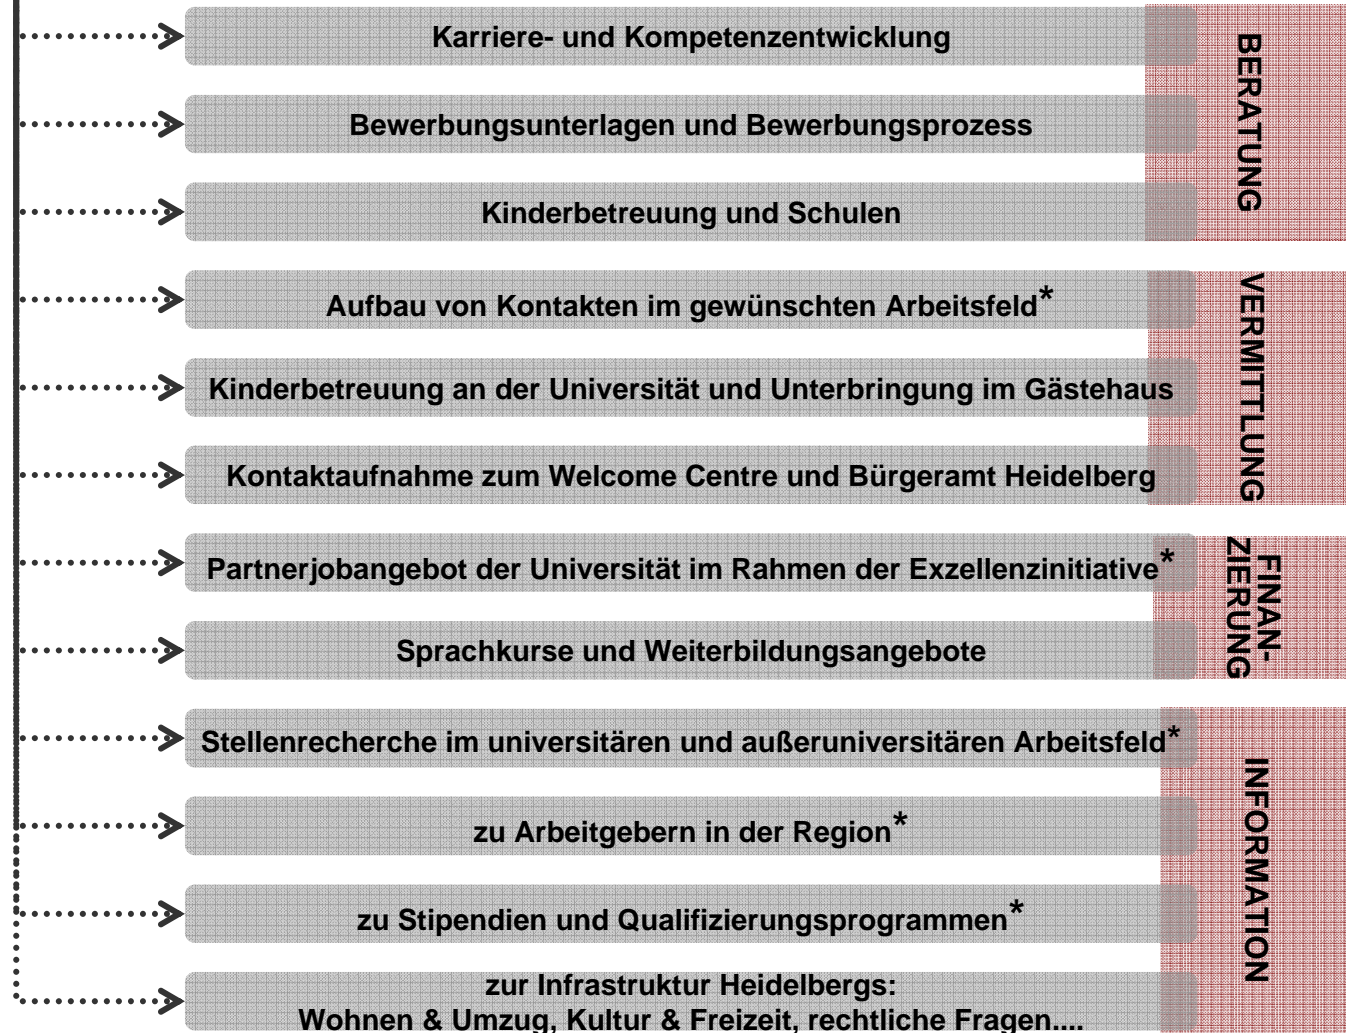 Karriere- und Kompetenzentwicklung
Bewerbungsunterlagen und Bewerbungsprozess
Kinderbetreuung und Schulen
BERATUNG
Aufbau von Kontakten im gewünschten Arbeitsfeld*
Kinderbetreuung an der Universität und Unterbringung im Gästehaus
Kontaktaufnahme zum Welcome Centre und Bürgeramt Heidelberg
VERMITTLUNG
Partnerjobangebot der Universität im Rahmen der Exzellenzinitiative*
Sprachkurse und Weiterbildungsangebote
FINAN-
ZIERUNG
Stellenrecherche im universitären und außeruniversitären Arbeitsfeld*
zu Arbeitgebern in der Region*
zu Stipendien und Qualifizierungsprogrammen*
zur Infrastruktur Heidelbergs:
Wohnen & Umzug, Kultur & Freizeit, rechtliche Fragen....
INFORMATION